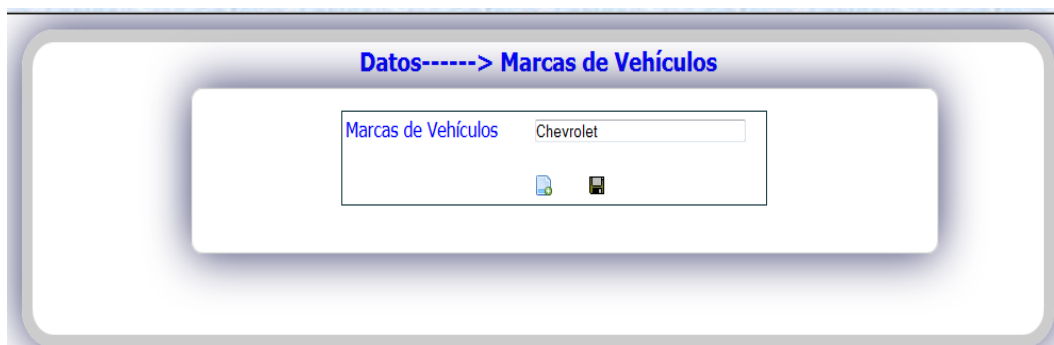 Datos------> Marcas de Vehículos
Marcas de Vehículos Chevrolet